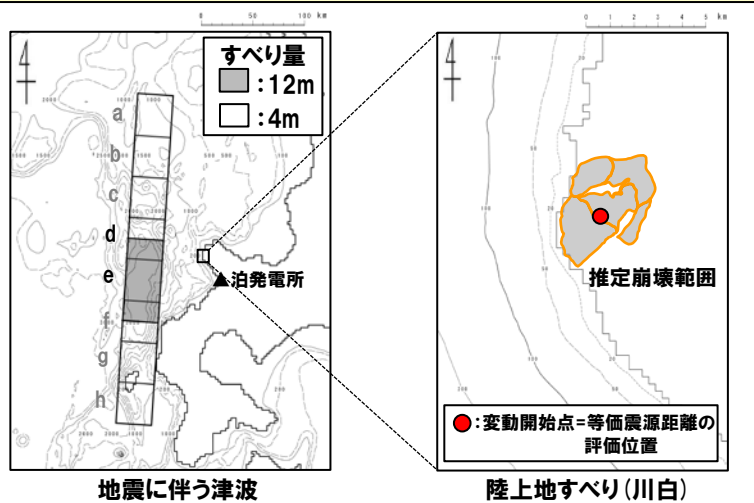 0 50 100 km
0 1 2 3 4 5 km
すべり量
:12m
:4m
a
b
c
d
e
f
g
h
▲泊発電所
推定崩壊範囲
●:変動開始点=等価震源距離の
評価位置
地震に伴う津波
陸上地すべり(川白)